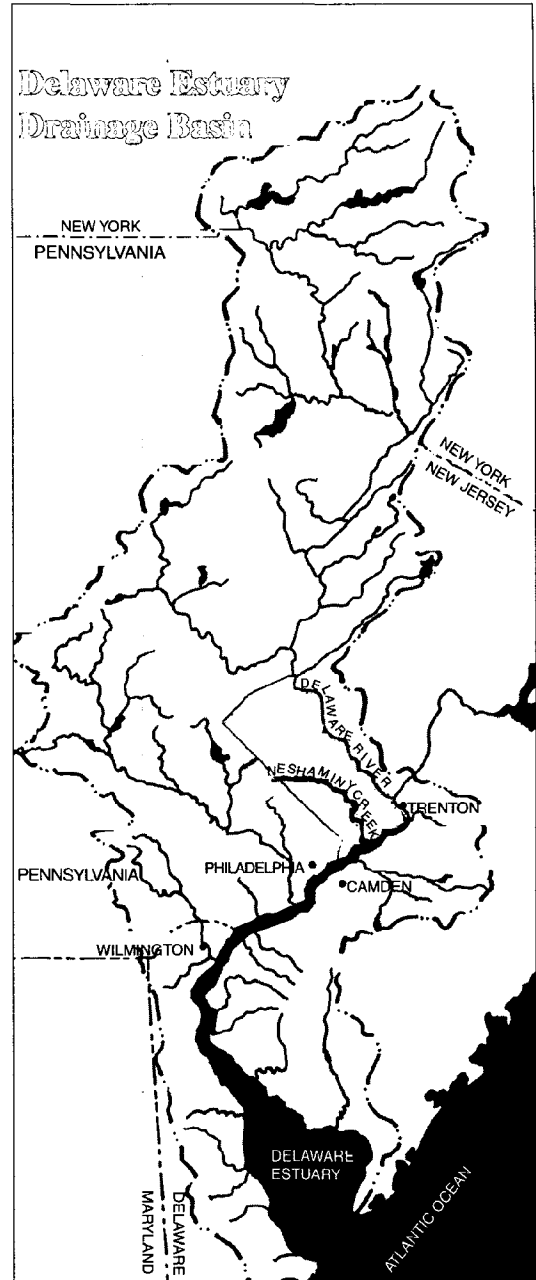 Delaware Estuary
Drainage Basin
NEW YORK
PENNSYLVANIA
NEW YORK
NEW JERSEY
DELAWARE RIVER
NESHAMINY CREEK
TRENTON
PHILADELPHIA
PENNSYLVANIA
CAMDEN
WILMINGTON
DELAWARE
ESTUARY
ATLANTIC OCEAN
MARYLAND
DELAWARE